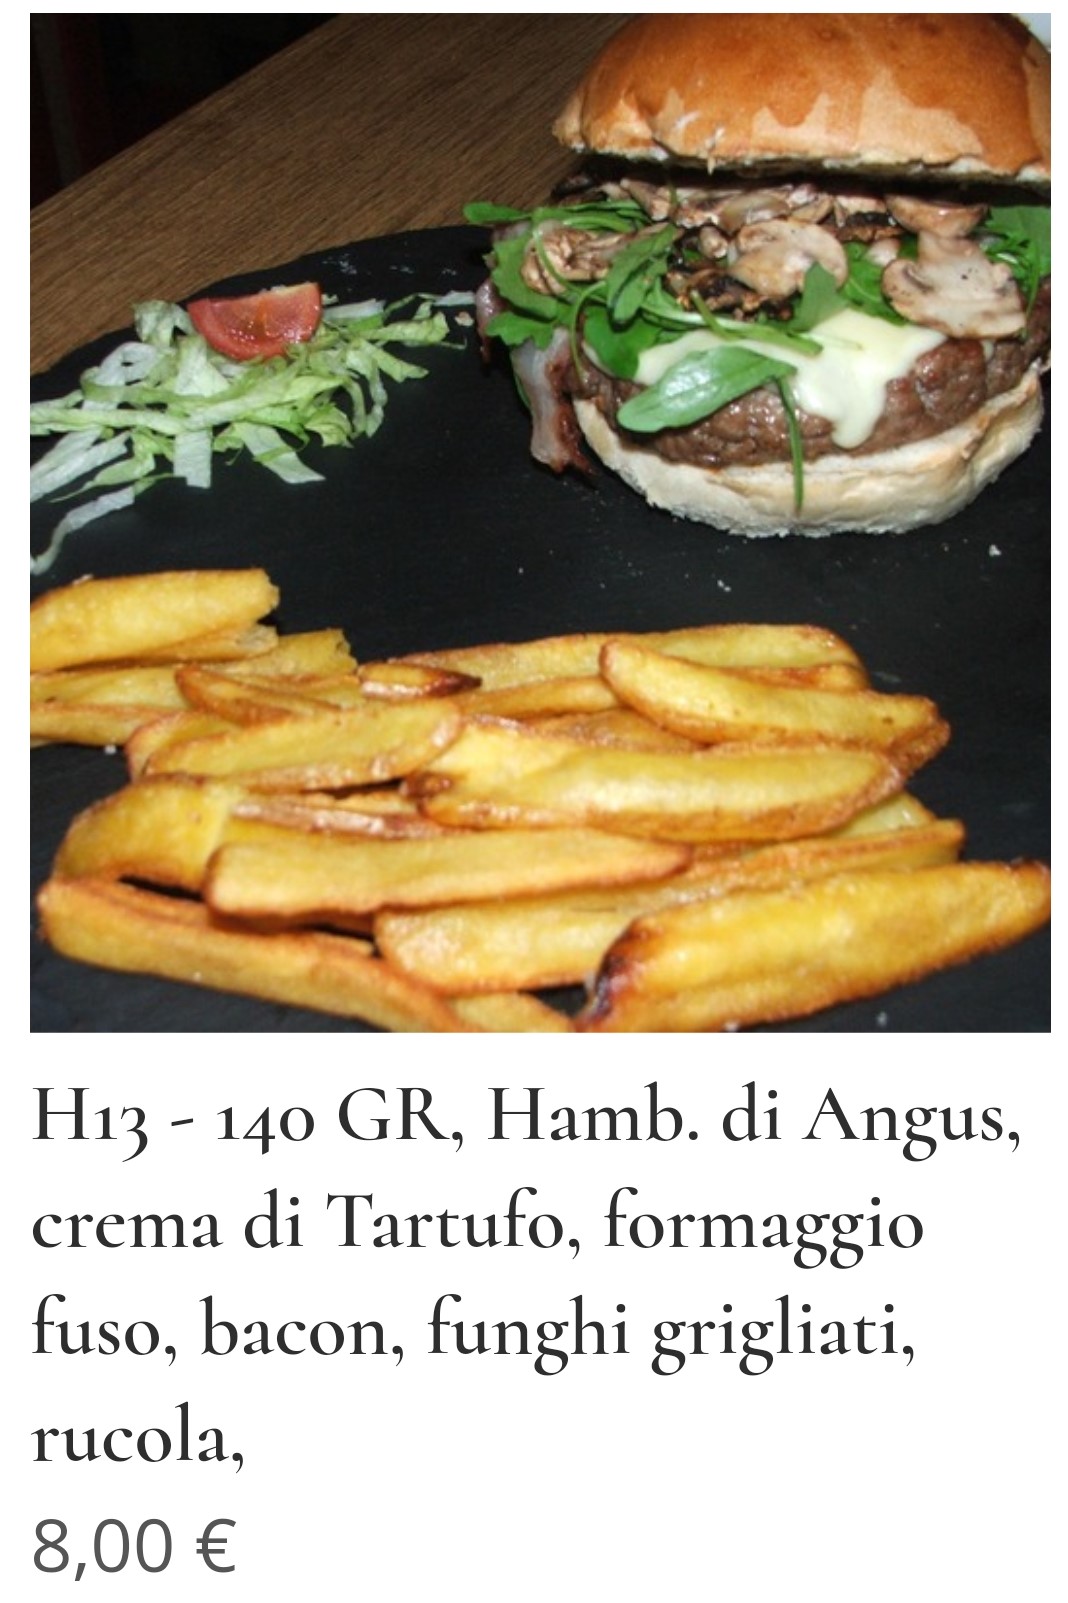 H13 - 140 GR, Hamb. di Angus,
crema di Tartufo, formaggio
fuso, bacon, funghi grigliati,
rucola,
8,00 €